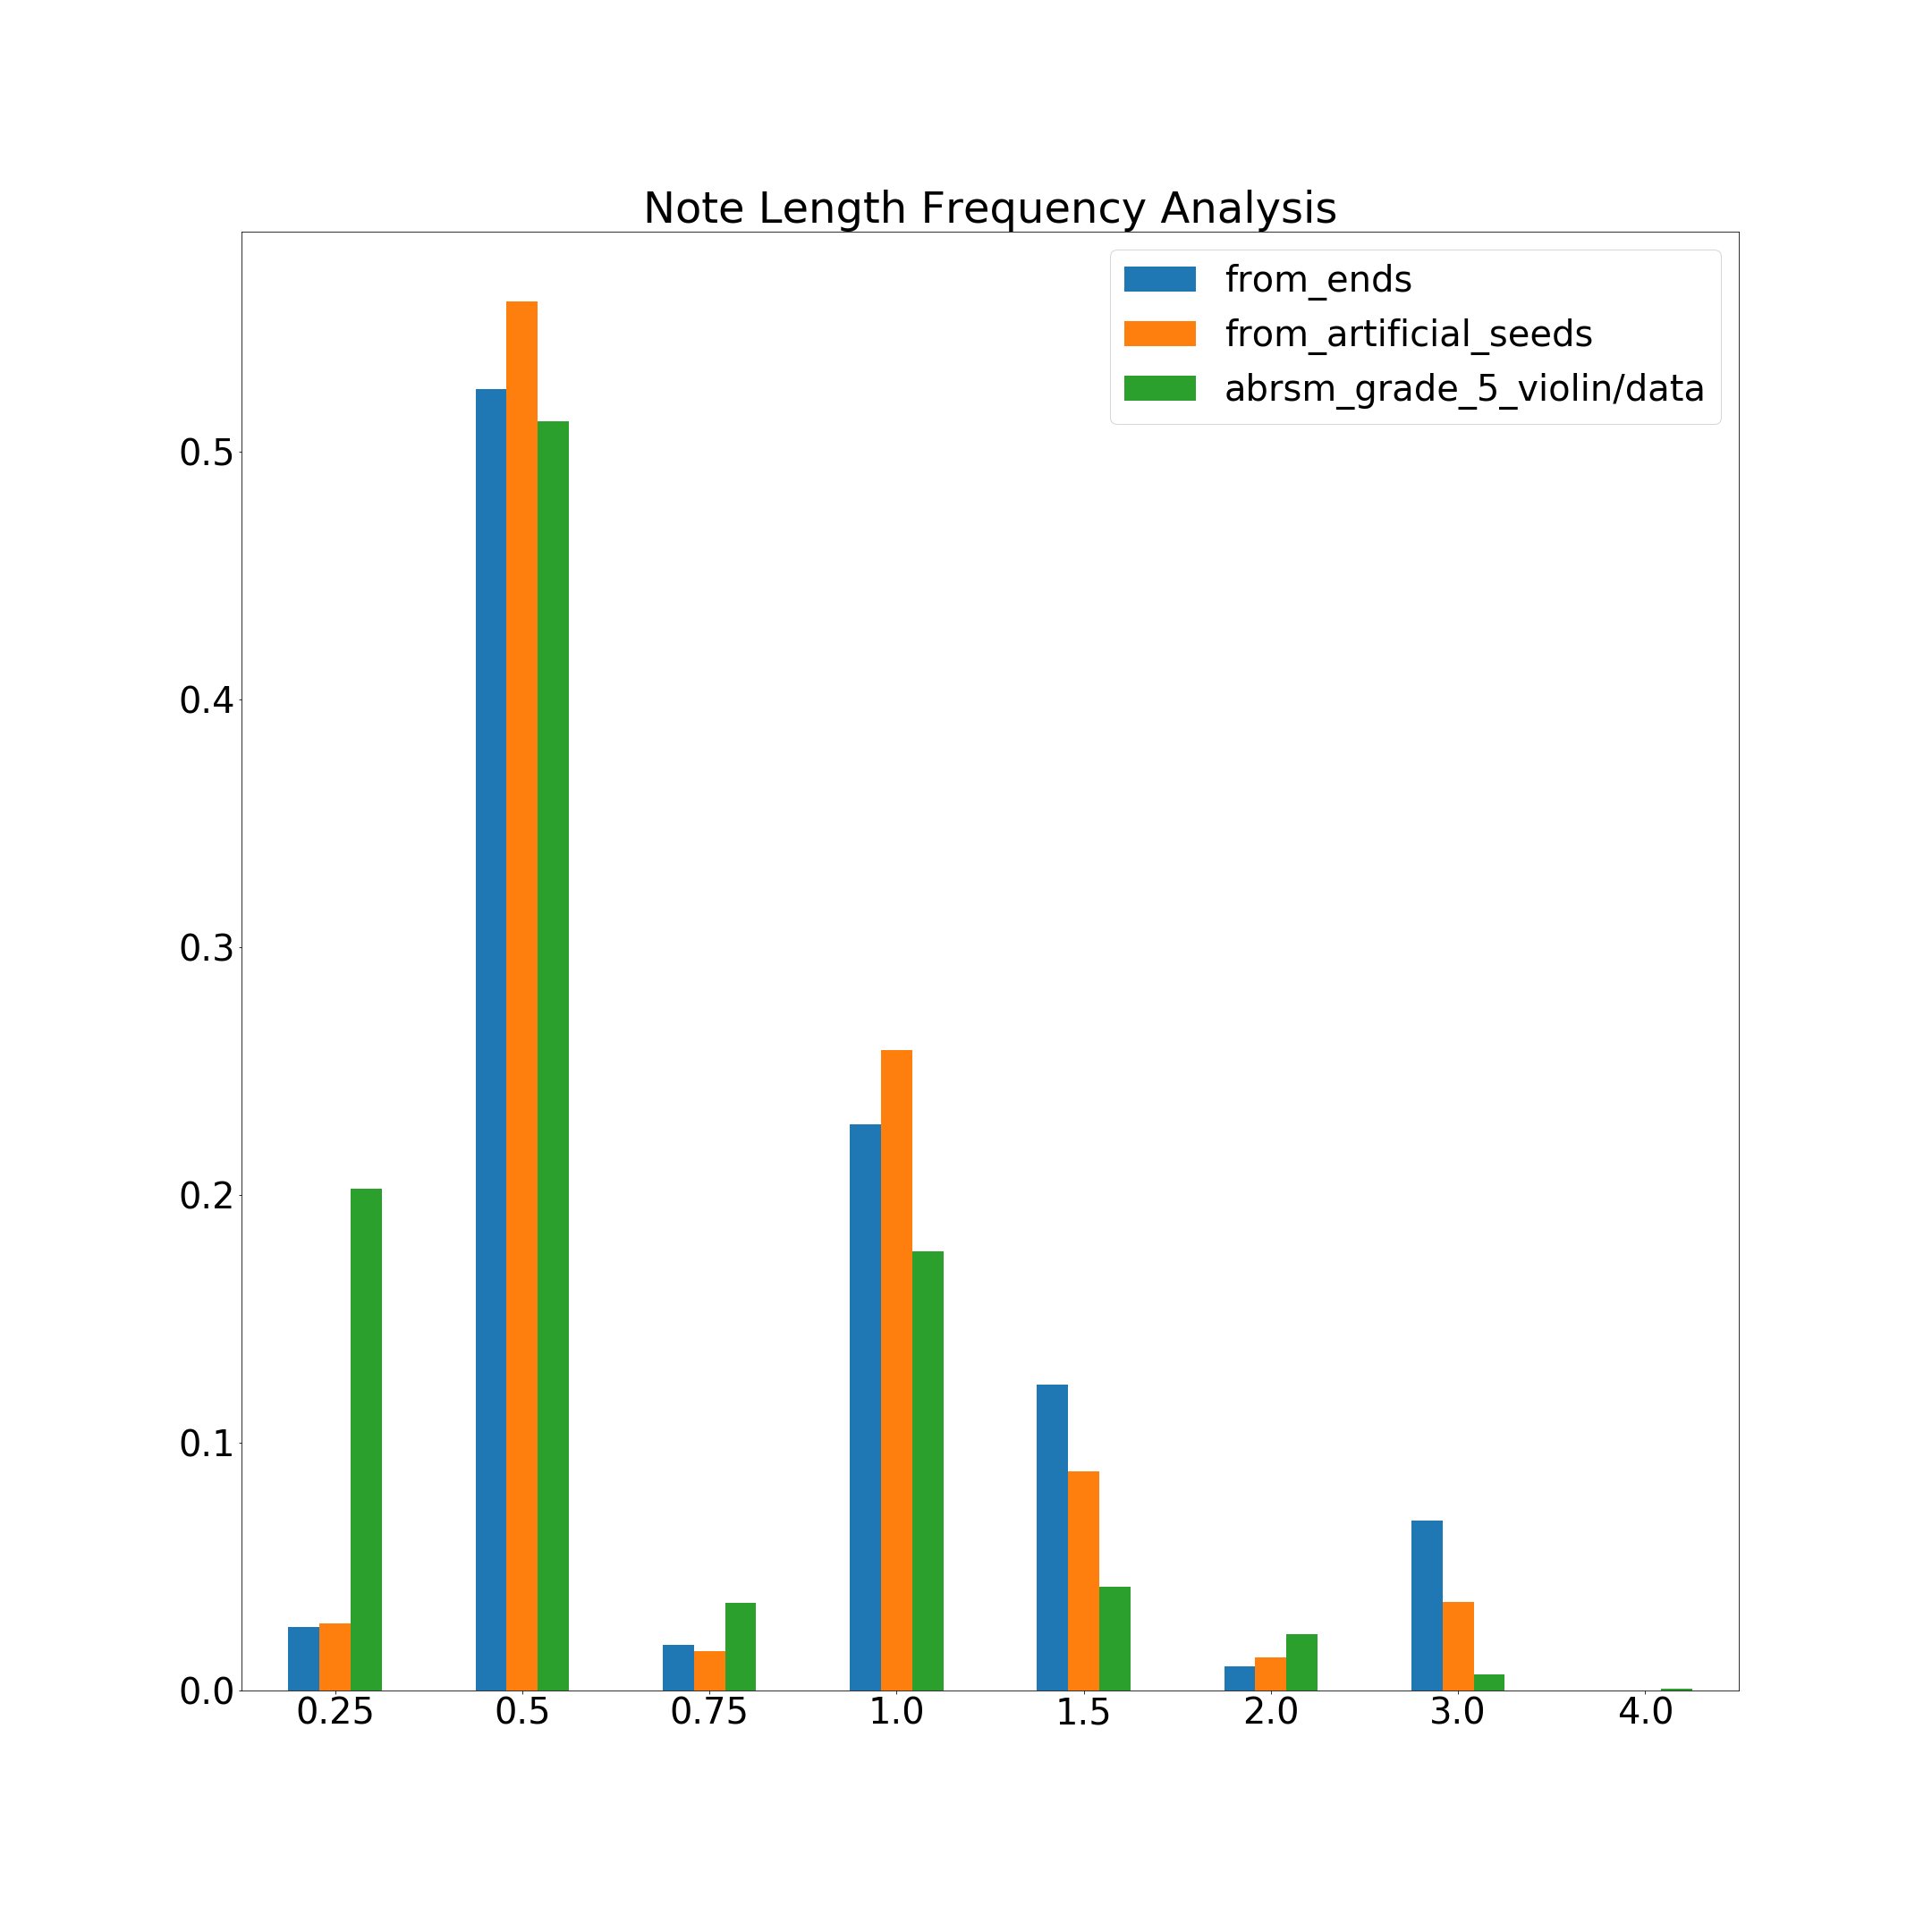 Note Length Frequency Analysis
from_ends
from_artificial_seeds
abrsm_grade_5_violin/data
0.5
0.4
0.3
0.2
0.1
0.0
0.25 0.5 0.75 1.0 1.5 2.0 3.0 4.0